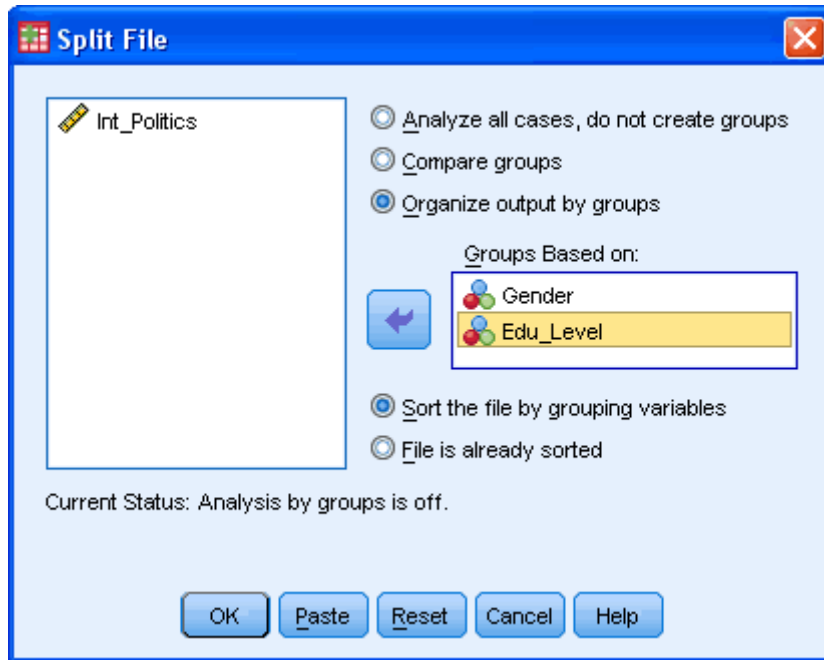 Split File
Int_Politics
Analyze all cases, do not create groups
Compare groups
Organize output by groups
Groups Based on:
Gender
Edu_Level
Sort the file by grouping variables
File is already sorted
Current Status: Analysis by groups is off.
OK Paste Reset Cancel Help